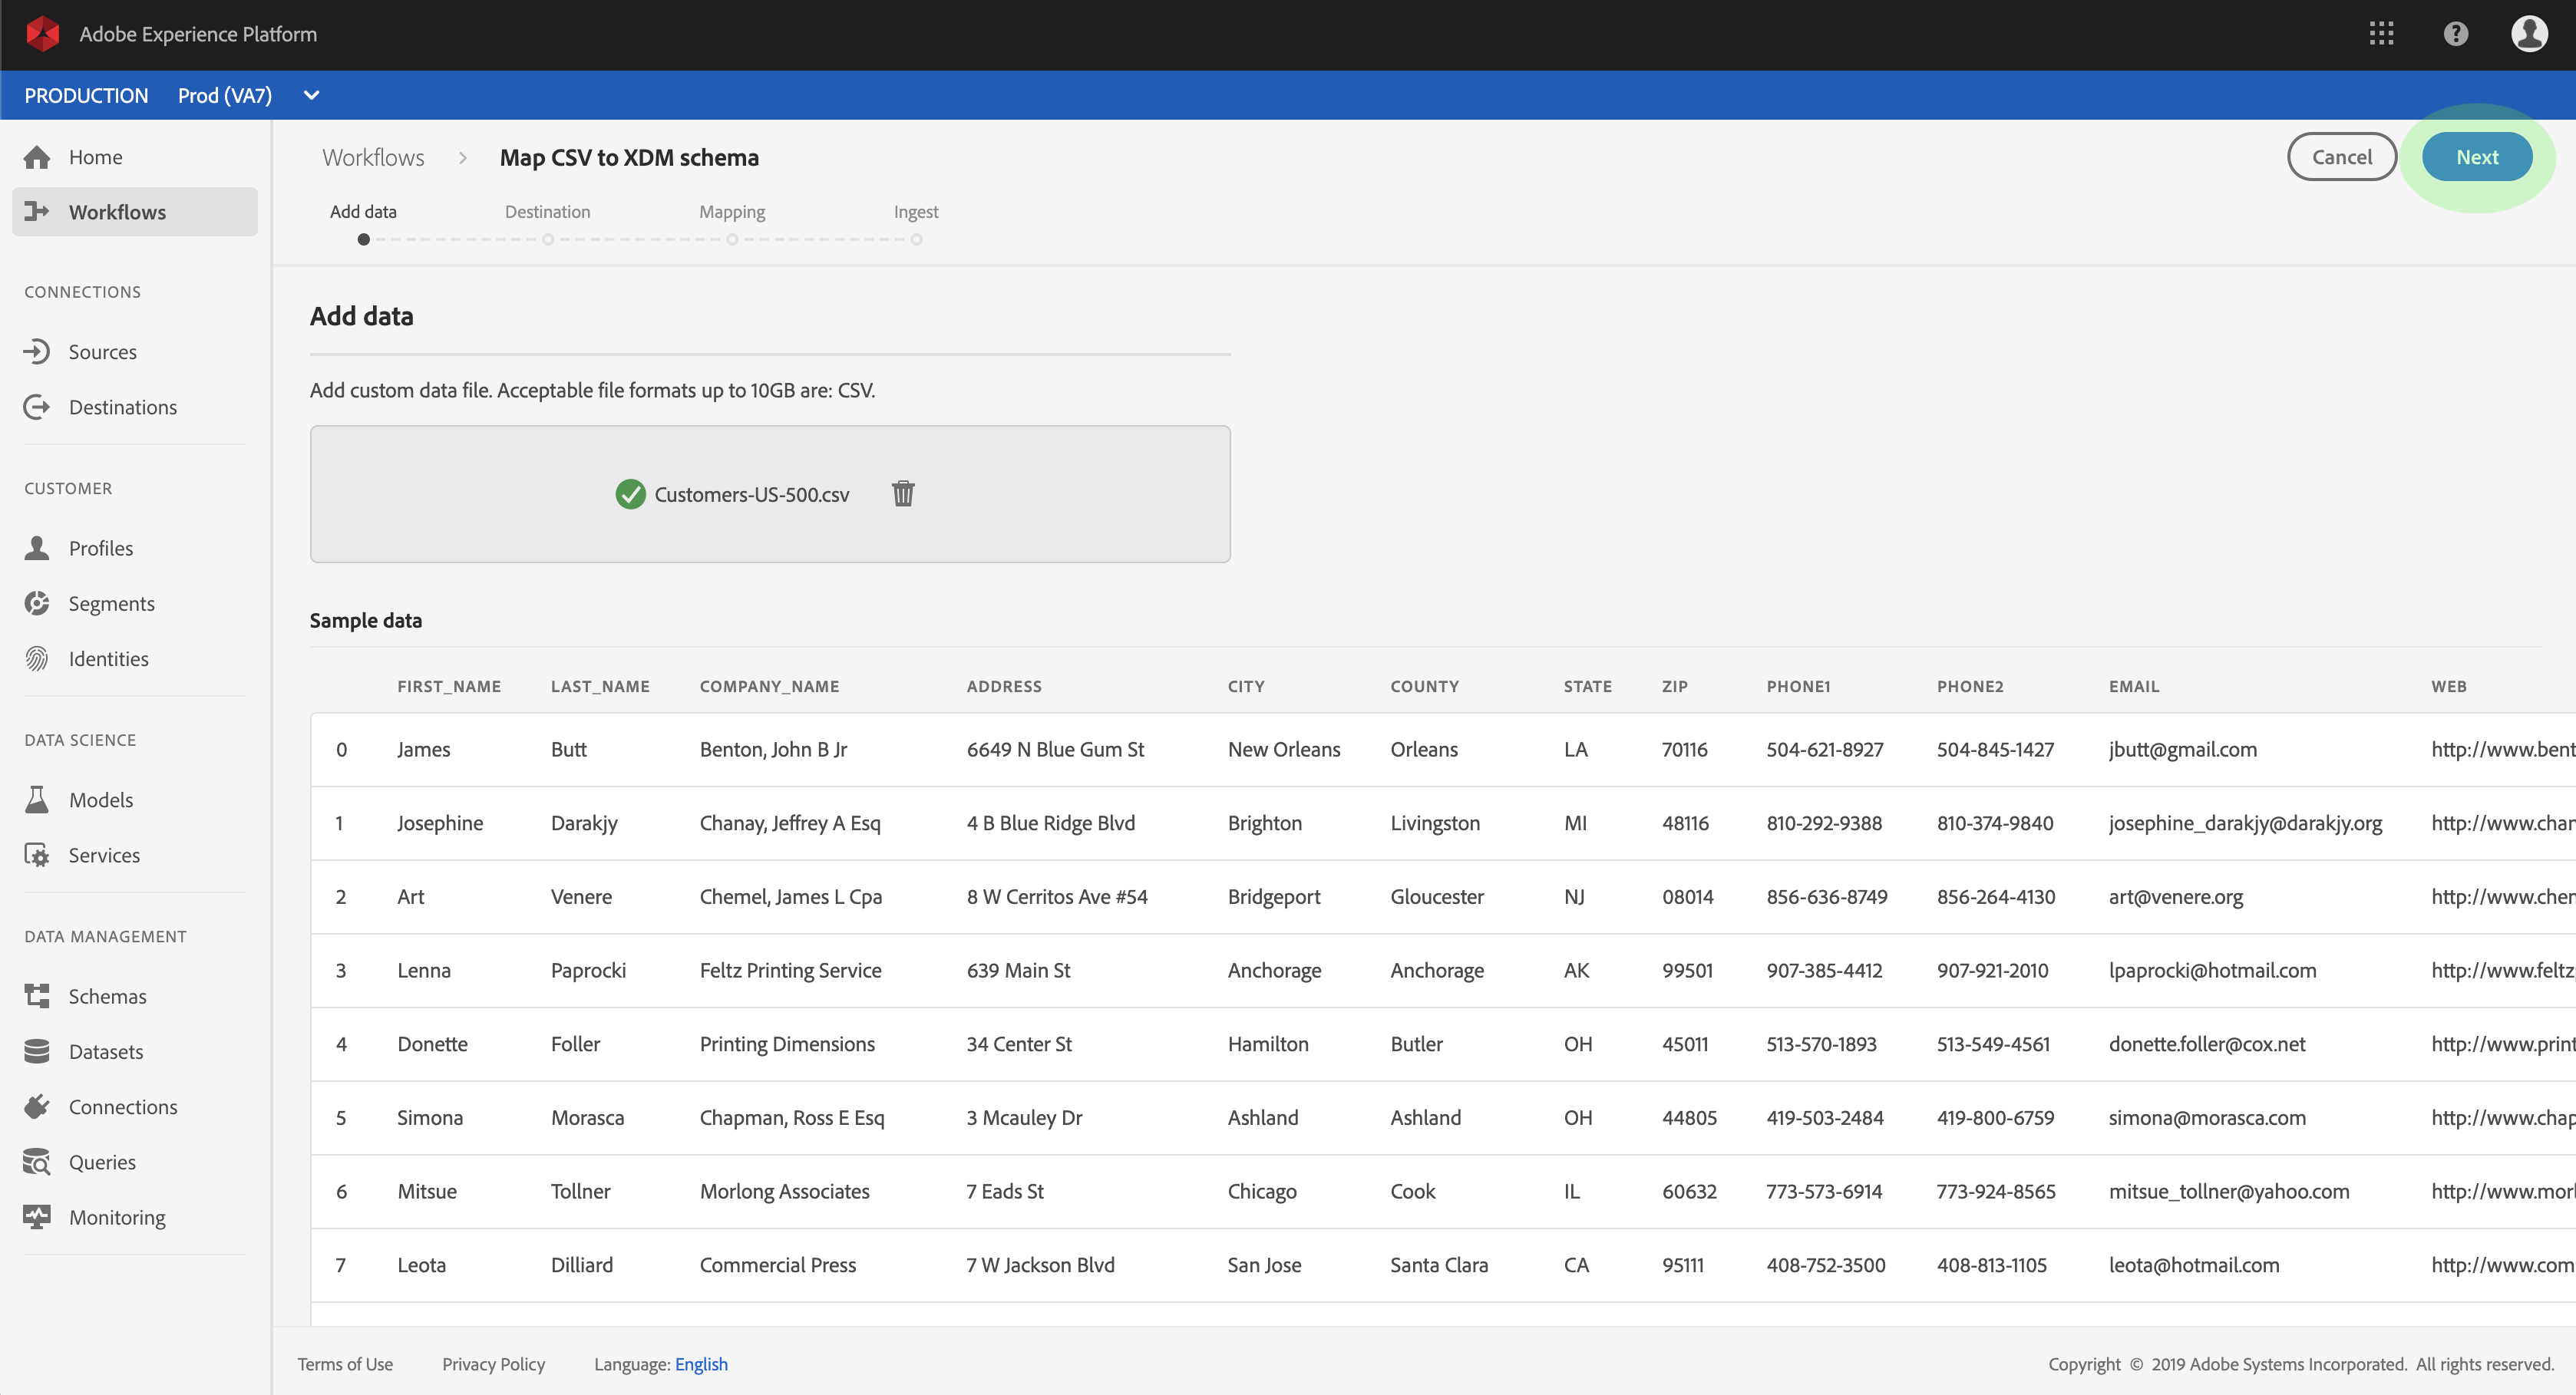 Adobe Experience Platform
?
PRODUCTION Prod (VA7)
Home
Workflows
CONNECTIONS
Sources
Destinations
CUSTOMER
Profiles
Segments
Identities
DATA SCIENCE
Models
Services
DATA MANAGEMENT
Schemas
Datasets
Connections
Queries
Monitoring
Workflows > Map CSV to XDM schema
Cancel Next
Add data Destination Mapping Ingest
Add data
Add custom data file. Acceptable file formats up to 10GB are: CSV.
Customers-US-500.csv
Sample data
FIRST_NAME LAST_NAME COMPANY_NAME ADDRESS CITY COUNTY STATE ZIP PHONE1 PHONE2 EMAIL WEB
0 James Butt Benton, John B Jr 6649 N Blue Gum St New Orleans Orleans LA 70116 504-621-8927 504-845-1427 jbutt@gmail.com http://www.bent
1 Josephine Darakjy Chanay, Jeffrey A Esq 4 B Blue Ridge Blvd Brighton Livingston MI 48116 810-292-9388 810-374-9840 josephine_darakjy@darakjy.org http://www.chan
2 Art Venere Chemel, James L Cpa 8 W Cerritos Ave #54 Bridgeport Gloucester NJ 08014 856-636-8749 856-264-4130 art@venere.org http://www.chem
3 Lenna Paprocki Feltz Printing Service 639 Main St Anchorage Anchorage AK 99501 907-385-4412 907-921-2010 lpaprocki@hotmail.com http://www.feltz
4 Donette Foller Printing Dimensions 34 Center St Hamilton Butler OH 45011 513-570-1893 513-549-4561 donette.foller@cox.net http://www.print
5 Simona Morasca Chapman, Ross E Esq 3 Mcauley Dr Ashland Ashland OH 44805 419-503-2484 419-800-6759 simona@morasca.com http://www.chap
6 Mitsue Tollner Morlong Associates 7 Eads St Chicago Cook IL 60632 773-573-6914 773-924-8565 mitsue_tollner@yahoo.com http://www.morl
7 Leota Dilliard Commercial Press 7 W Jackson Blvd San Jose Santa Clara CA 95111 408-752-3500 408-813-1105 leota@hotmail.com http://www.com
Terms of Use Privacy Policy Language: English Copyright © 2019 Adobe Systems Incorporated. All rights reserved.